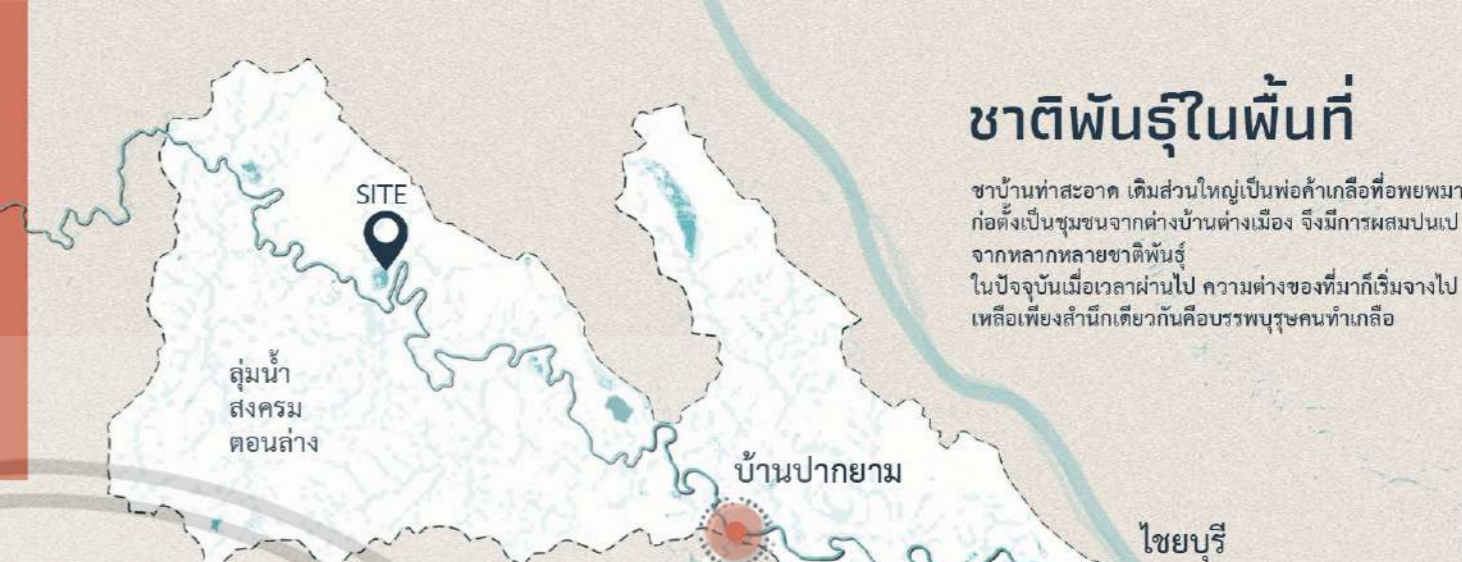 ชาติพันธุ์ในพื้นที่
ชาบ้านท่าสะอาด เดิมส่วนใหญ่เป็นพ่อค้าเกลือที่อพยพมา
ก่อตั้งเป็นชุมชนจากต่างบ้านต่างเมือง จึงมีการผสมปนเป
จากหลากหลายชาติพันธุ์
ในปัจจุบันเมื่อเวลาผ่านไป ความต่างของที่มาก็เริ่มจางไป
เหลือเพียงสำนึกเดียวกันคือบรรพบุรุษคนทำเกลือ
SITE
ลุ่มน้ำ
สงครม
ตอนล่าง
บ้านปากยาม
ไชยบุรี